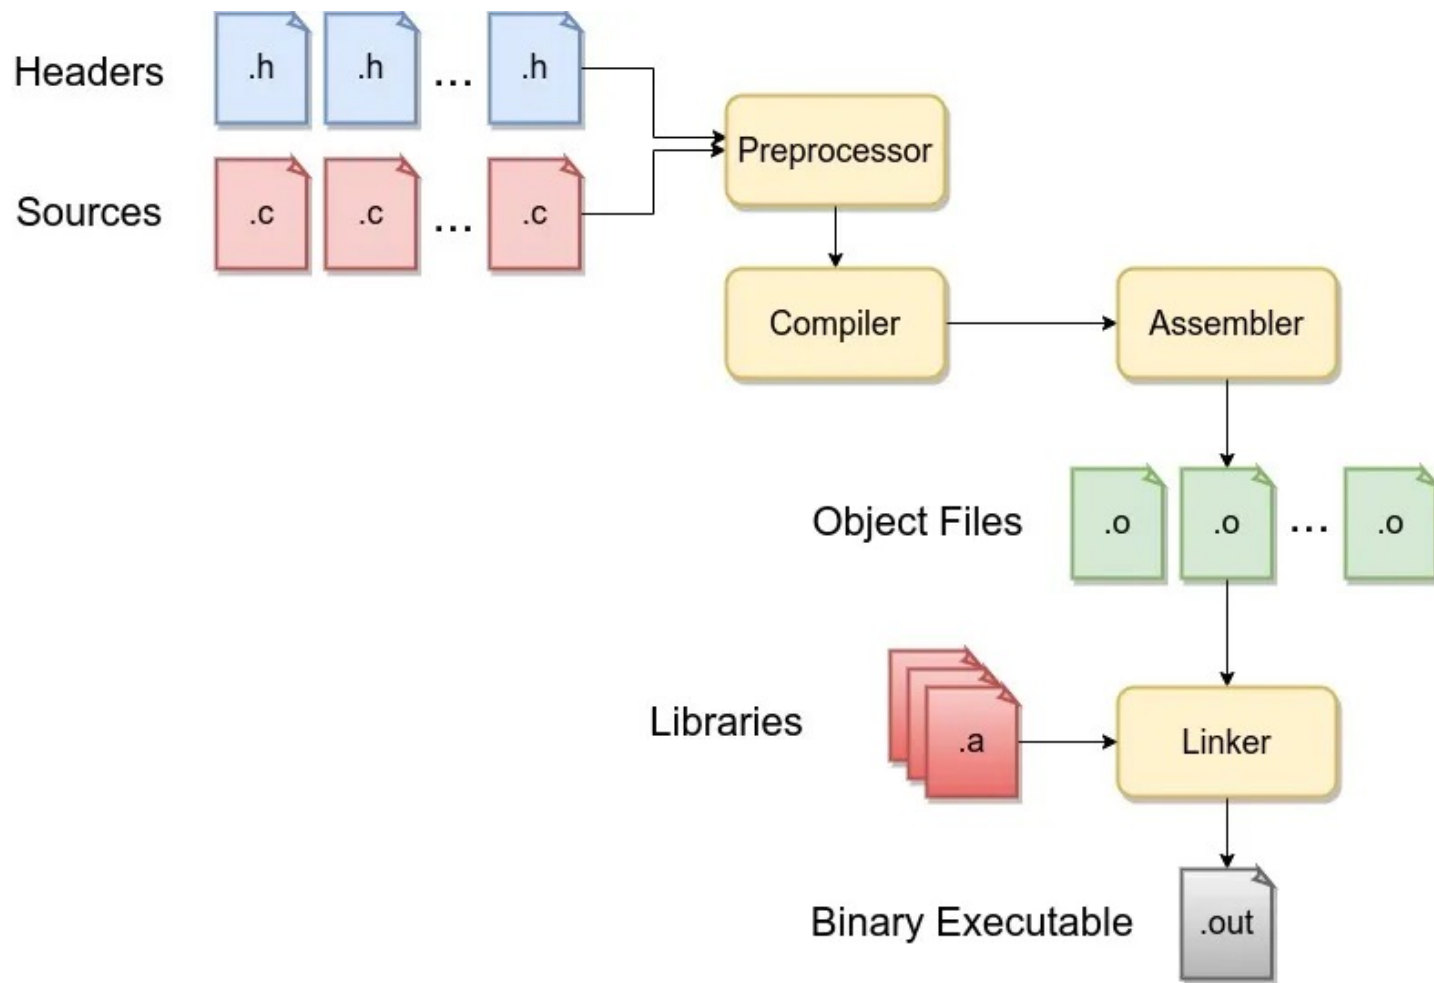 Headers
.h
.h
...
.h
Sources
.c
.c
...
.c
Preprocessor
Compiler
Assembler
Object Files
.o
.o
...
.o
Libraries
.a
Linker
Binary Executable
.out